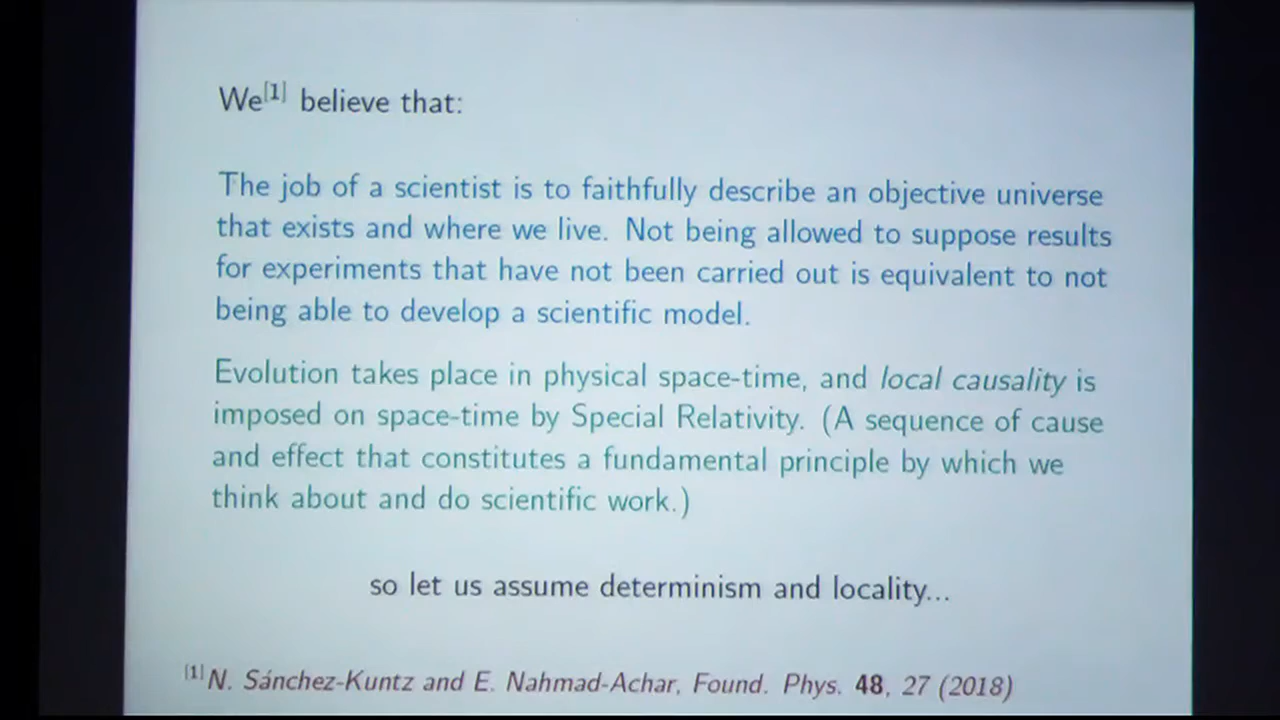 We[1] believe that:
The job of a scientist is to faithfully describe an objective universe
that exists and where we live. Not being allowed to suppose results
for experiments that have not been carried out is equivalent to not
being able to develop a scientific model.
Evolution takes place in physical space-time, and local causality is
imposed on space-time by Special Relativity. (A sequence of cause
and effect that constitutes a fundamental principle by which we
think about and do scientific work.)
so let us assume determinism and locality...
[1] N. Sánchez-Kuntz and E. Nahmad-Achar, Found. Phys. 48, 27 (2018)